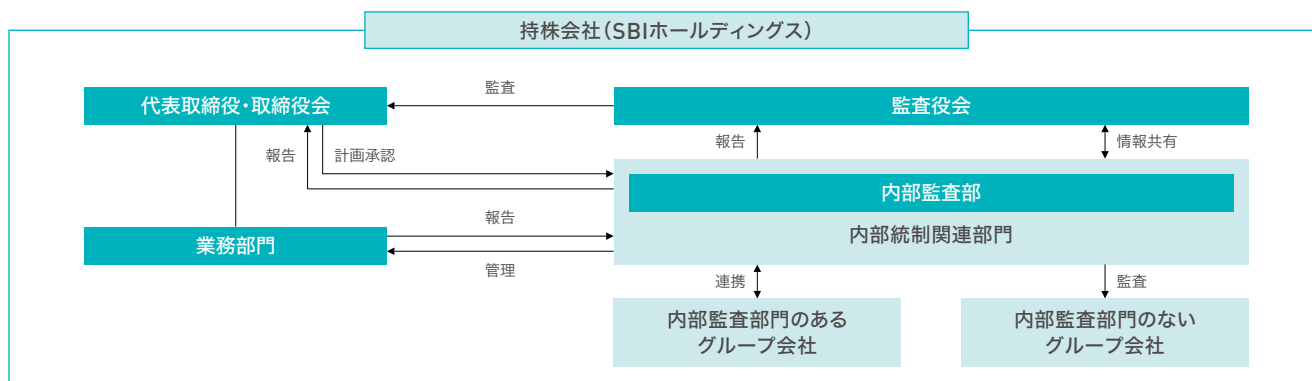 持株会社（SBIホールディングス）
代表取締役・取締役会
監査
監査役会
報告
計画承認
報告
情報共有
内部監査部
内部統制関連部門
業務部門
報告
管理
連携
監査
内部監査部門のある
グループ会社
内部監査部門のない
グループ会社